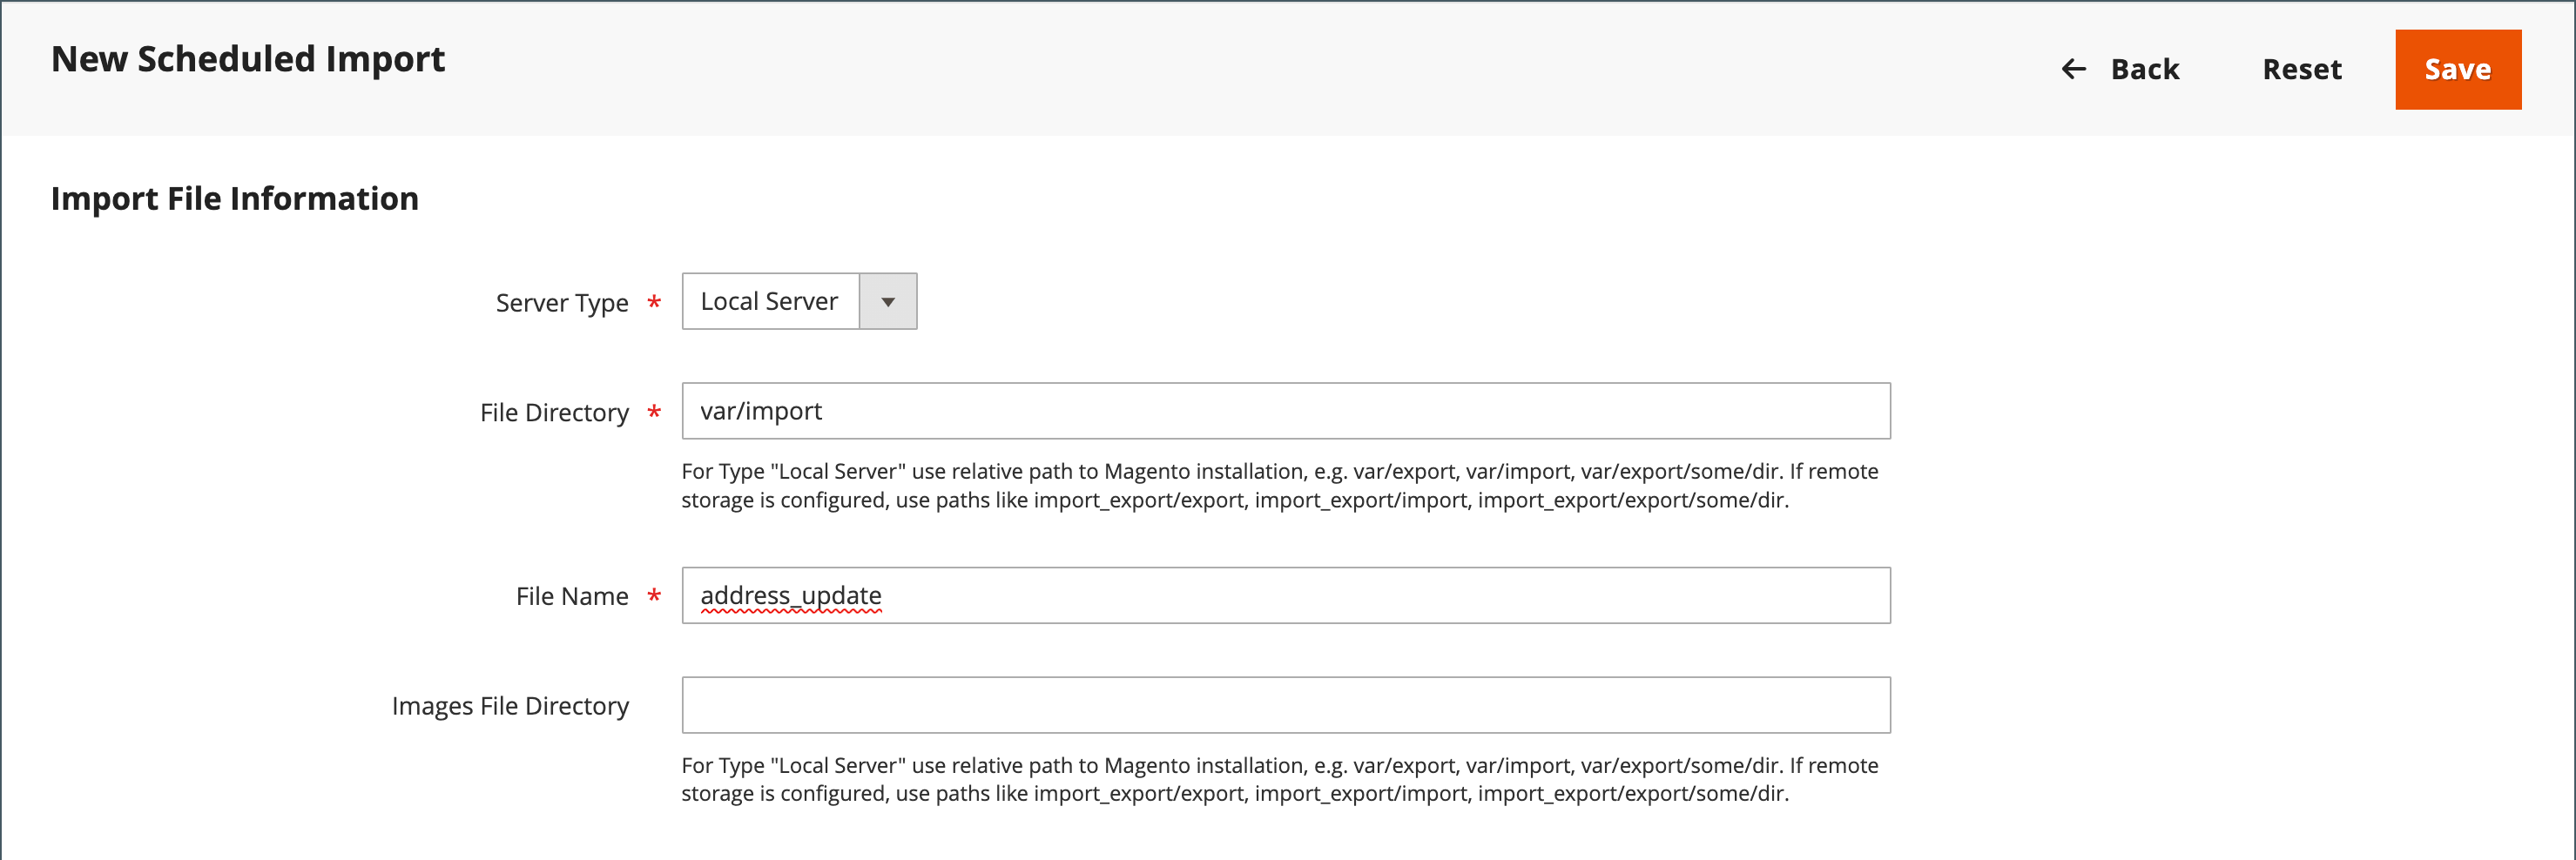 New Scheduled Import
← Back
Reset
Save
Import File Information
Server Type *
Local Server
File Directory *
var/import
For Type "Local Server" use relative path to Magento installation, e.g. var/export, var/import, var/export/some/dir. If remote
storage is configured, use paths like import_export/export, import_export/import, import_export/export/some/dir.
File Name *
address_update
Images File Directory
For Type "Local Server" use relative path to Magento installation, e.g. var/export, var/import, var/export/some/dir. If remote
storage is configured, use paths like import_export/export, import_export/import, import_export/export/some/dir.